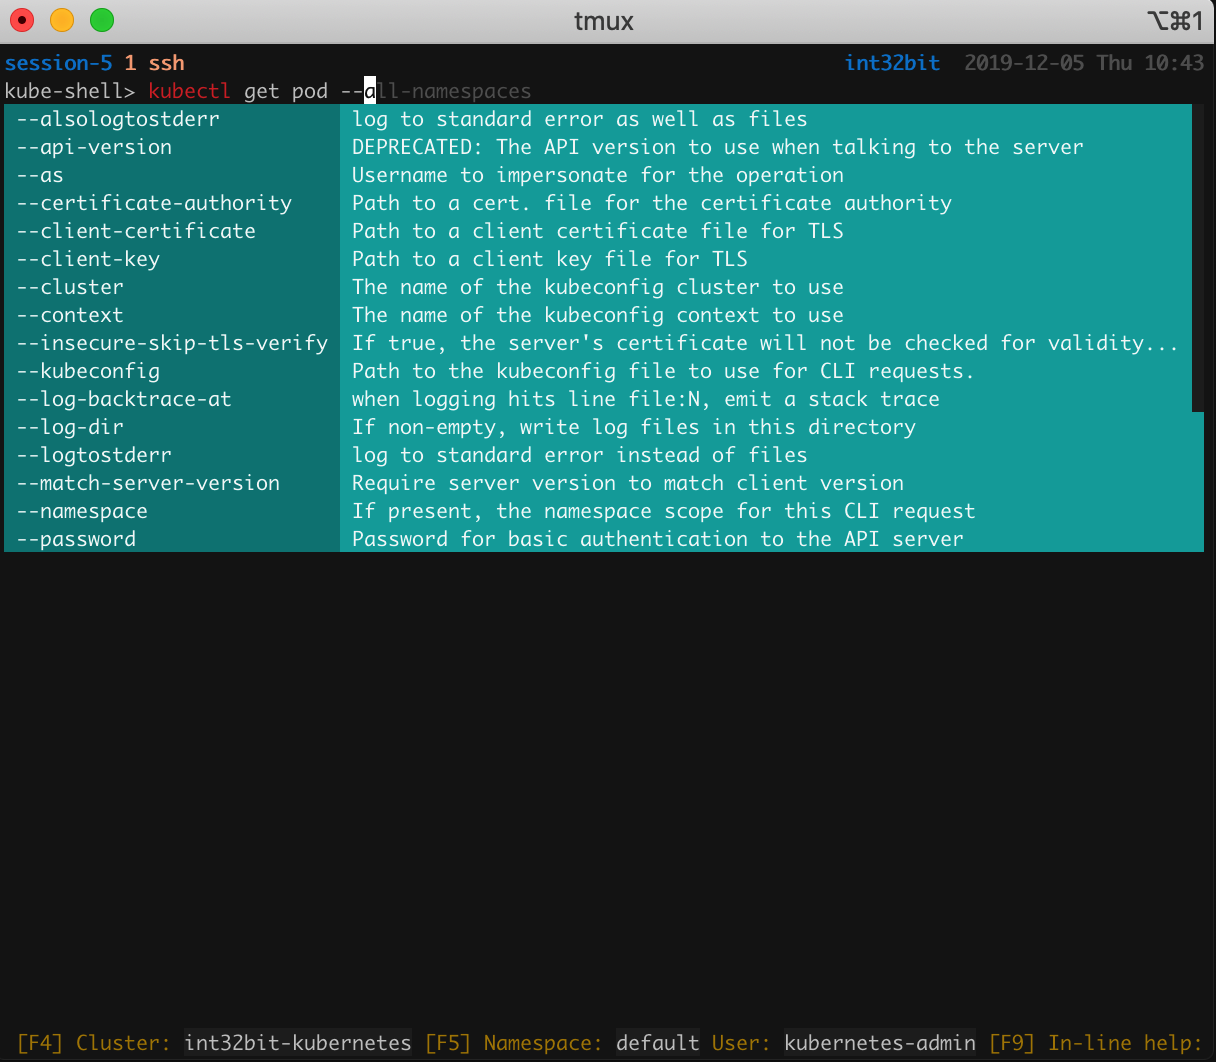 tmux ⌥⌘1
session-5 1 ssh int32bit 2019-12-05 Thu 10:43
kube-shell> kubectl get pod --all-namespaces
--alsologtostderr log to standard error as well as files
--api-version DEPRECATED: The API version to use when talking to the server
--as Username to impersonate for the operation
--certificate-authority Path to a cert. file for the certificate authority
--client-certificate Path to a client certificate file for TLS
--client-key Path to a client key file for TLS
--cluster The name of the kubeconfig cluster to use
--context The name of the kubeconfig context to use
--insecure-skip-tls-verify If true, the server's certificate will not be checked for validity...
--kubeconfig Path to the kubeconfig file to use for CLI requests.
--log-backtrace-at when logging hits line file:N, emit a stack trace
--log-dir If non-empty, write log files in this directory
--logtostderr log to standard error instead of files
--match-server-version Require server version to match client version
--namespace If present, the namespace scope for this CLI request
--password Password for basic authentication to the API server
[F4] Cluster: int32bit-kubernetes [F5] Namespace: default User: kubernetes-admin [F9] In-line help: